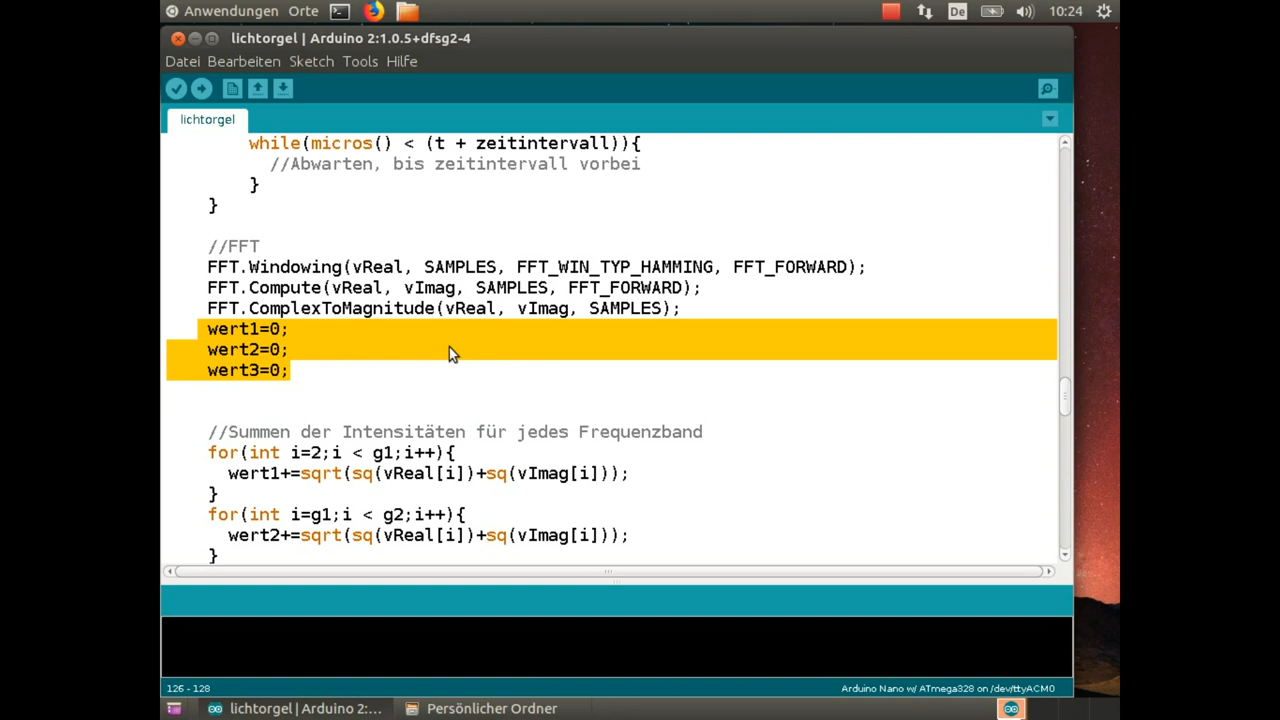 Anwendungen Orte De 10:24
lichtorgel | Arduino 2:1.0.5+dfsg2-4
Datei Bearbeiten Sketch Tools Hilfe
lichtorgel
while(micros() < (t + zeitintervall)){
//Abwarten, bis zeitintervall vorbei
}
}
//FFT
FFT.Windowing(vReal, SAMPLES, FFT_WIN_TYP_HAMMING, FFT_FORWARD);
FFT.Compute(vReal, vImag, SAMPLES, FFT_FORWARD);
FFT.ComplexToMagnitude(vReal, vImag, SAMPLES);
wert1=0;
wert2=0;
wert3=0;
//Summen der Intensitäten für jedes Frequenzband
for(int i=2;i < g1;i++){
wert1+=sqrt(sq(vReal[i])+sq(vImag[i]));
}
for(int i=g1;i < g2;i++){
wert2+=sqrt(sq(vReal[i])+sq(vImag[i]));
}
126 - 128 Arduino Nano w/ ATmega328 on /dev/ttyACM0
lichtorgel | Arduino 2:... Persönlicher Ordner